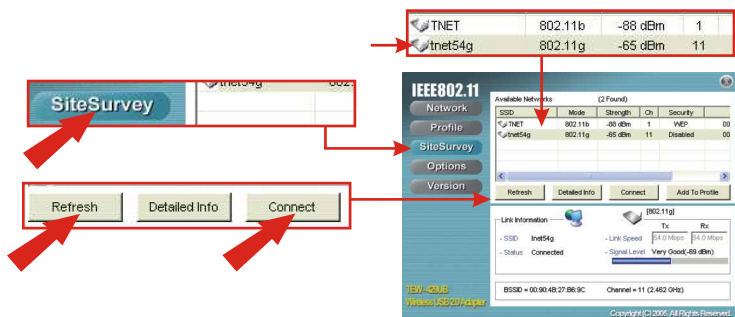 TNET 802.11b -88 dBm 1
tnet54g 802.11g -65 dBm 11
tnet54g 802.
SiteSurvey
Refresh Detailed Info Connect
IEEE802.11
Network
Profile
SiteSurvey
Options
Version
Available Networks (2 Found)
SSID Mode Strength Ch Security
TNET 802.11b -88 dBm 1 WEP 00
tnet54g 802.11g -65 dBm 11 Disabled 00
Refresh Detailed Info Connect Add To Profile
Link Information [802.11g]
Tx Rx
- SSID tnet54g - Link Speed 54.0 Mbps 54.0 Mbps
- Status Connected - Signal Level Very Good(-69 dBm)
BSSID = 00:90:4B:27:B6:9C Channel = 11 (2.462 GHz)
TEW-429UB
Wireless USB 2.0 Adapter
Copyright (C) 2005, All Rights Reserved.